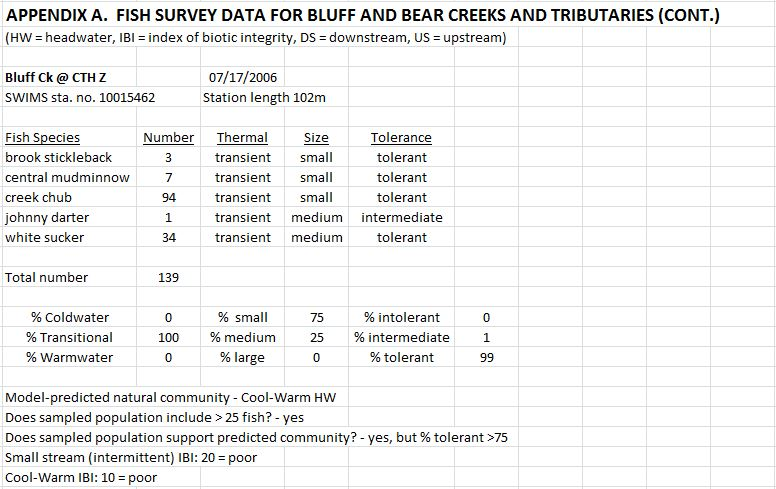 APPENDIX A. FISH SURVEY DATA FOR BLUFF AND BEAR CREEKS AND TRIBUTARIES (CONT.)
(HW = headwater, IBI = index of biotic integrity, DS = downstream, US = upstream)
Bluff Ck @ CTH Z 07/17/2006
SWIMS sta. no. 10015462 Station length 102m
Fish Species Number Thermal Size Tolerance
brook stickleback 3 transient small tolerant
central mudminnow 7 transient small tolerant
creek chub 94 transient small tolerant
johnny darter 1 transient medium intermediate
white sucker 34 transient medium tolerant
Total number 139
% Coldwater 0 % small 75 % intolerant 0
% Transitional 100 % medium 25 % intermediate 1
% Warmwater 0 % large 0 % tolerant 99
Model-predicted natural community - Cool-Warm HW
Does sampled population include > 25 fish? - yes
Does sampled population support predicted community? - yes, but % tolerant >75
Small stream (intermittent) IBI: 20 = poor
Cool-Warm IBI: 10 = poor